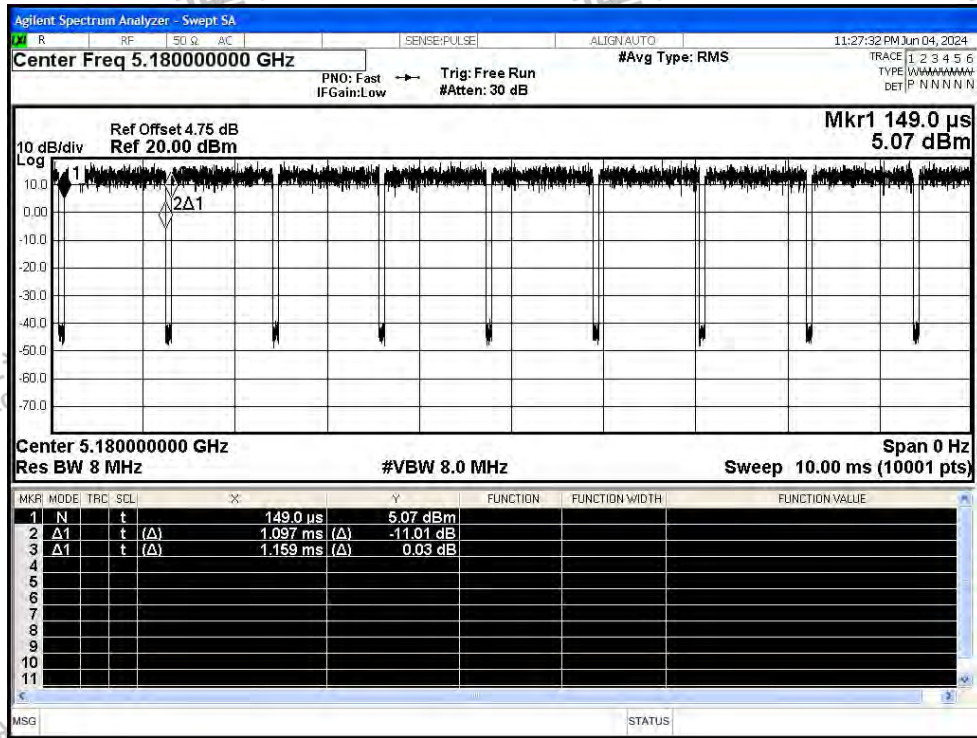 Agilent Spectrum Analyzer - Swept SA
LXI R RF 50 Ω AC SENSE:PULSE ALIGN AUTO 11:27:32 PM Jun 04, 2024
Center Freq 5.180000000 GHz
PNO: Fast
IFGain:Low
Trig: Free Run
#Atten: 30 dB
#Avg Type: RMS
TRACE 1 2 3 4 5 6
TYPE
DET P N N N N N
Mkr1 149.0 µs
5.07 dBm
Ref Offset 4.75 dB
10 dB/div Ref 20.00 dBm
Log
10.0
0.00
-10.0
-20.0
-30.0
-40.0
-50.0
-60.0
-70.0
1
2Δ1
Center 5.180000000 GHz Span 0 Hz
Res BW 8 MHz #VBW 8.0 MHz Sweep 10.00 ms (10001 pts)
MKR MODE TRC SCL X Y FUNCTION FUNCTION WIDTH FUNCTION VALUE
1 N t 149.0 µs 5.07 dBm
2 Δ1 t (Δ) 1.097 ms (Δ) -11.01 dB
3 Δ1 t (Δ) 1.159 ms (Δ) 0.03 dB
4
5
6
7
8
9
10
11
MSG STATUS